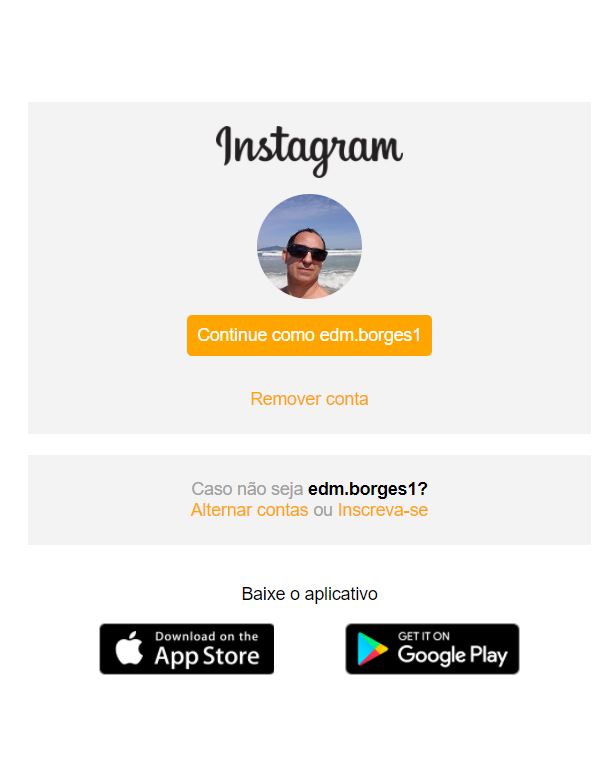 Instagram
Continue como edm.borges1
Remover conta
Caso não seja edm.borges1?
Alternar contas ou Inscreva-se
Baixe o aplicativo
Download on the
App Store
GET IT ON
Google Play